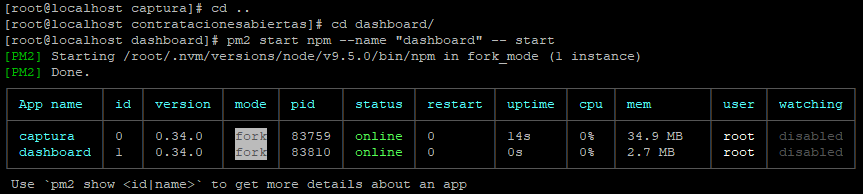 [root@localhost captura]# cd ..
[root@localhost contratacionesabiertas]# cd dashboard/
[root@localhost dashboard]# pm2 start npm --name "dashboard" -- start
[PM2] Starting /root/.nvm/versions/node/v9.5.0/bin/npm in fork_mode (1 instance)
[PM2] Done.
App name id version mode pid status restart uptime cpu mem user watching
captura 0 0.34.0 fork 83759 online 0 14s 0% 34.9 MB root disabled
dashboard 1 0.34.0 fork 83810 online 0 0s 0% 2.7 MB root disabled
Use `pm2 show <id|name>` to get more details about an app